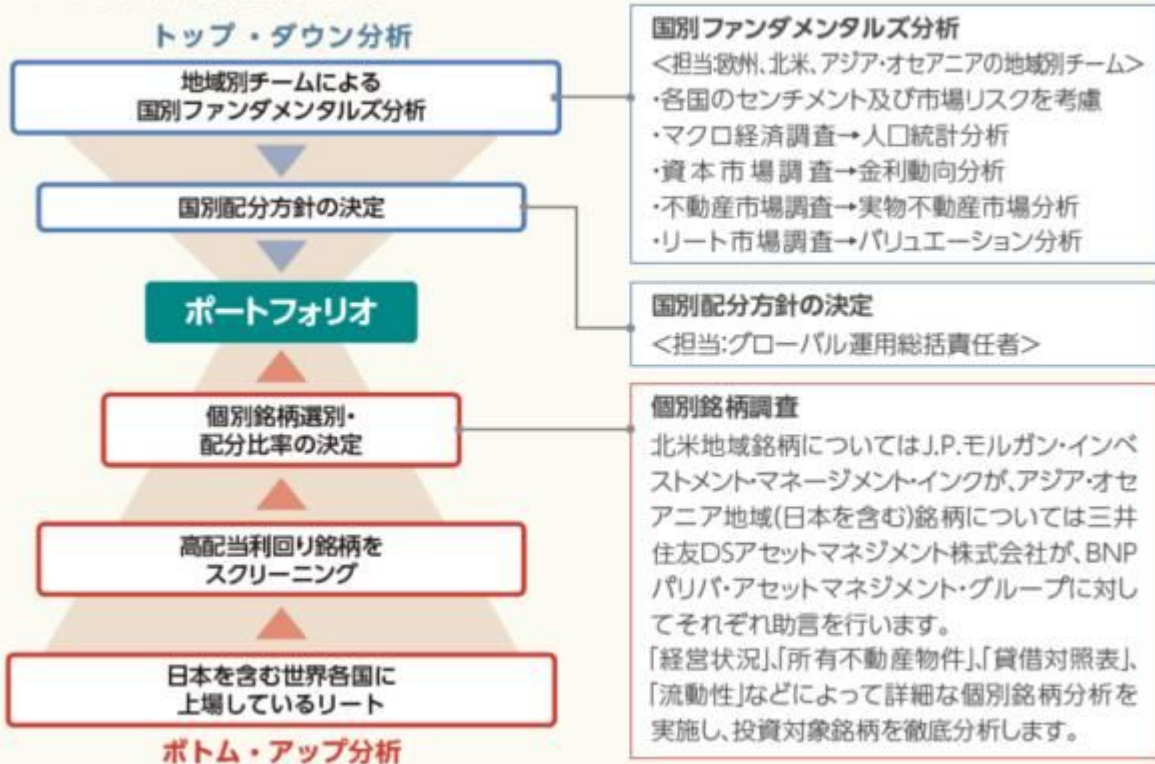 トップ・ダウン分析
地域別チームによる
国別ファンダメンタルズ分析
国別配分方針の決定
ポートフォリオ
個別銘柄選別・
配分比率の決定
高配当利回り銘柄を
スクリーニング
日本を含む世界各国に
上場しているリート
ボトム・アップ分析
国別ファンダメンタルズ分析
<担当:欧州、北米、アジア・オセアニアの地域別チーム>
・各国のセンチメント及び市場リスクを考慮
・マクロ経済調査→人口統計分析
・資本市場調査→金利動向分析
・不動産市場調査→実物不動産市場分析
・リート市場調査→バリュエーション分析
国別配分方針の決定
<担当:グローバル運用総括責任者>
個別銘柄調査
北米地域銘柄についてはJ.P.モルガン・インベ
ストメント・マネージメント・インクが、アジア・オセ
アニア地域(日本を含む)銘柄については三井
住友DSアセットマネジメント株式会社が、BNP
パリバ・アセットマネジメント・グループに対し
てそれぞれ助言を行います。
「経営状況」、「所有不動産物件」、「貸借対照表」、
「流動性」などによって詳細な個別銘柄分析を
実施し、投資対象銘柄を徹底分析します。